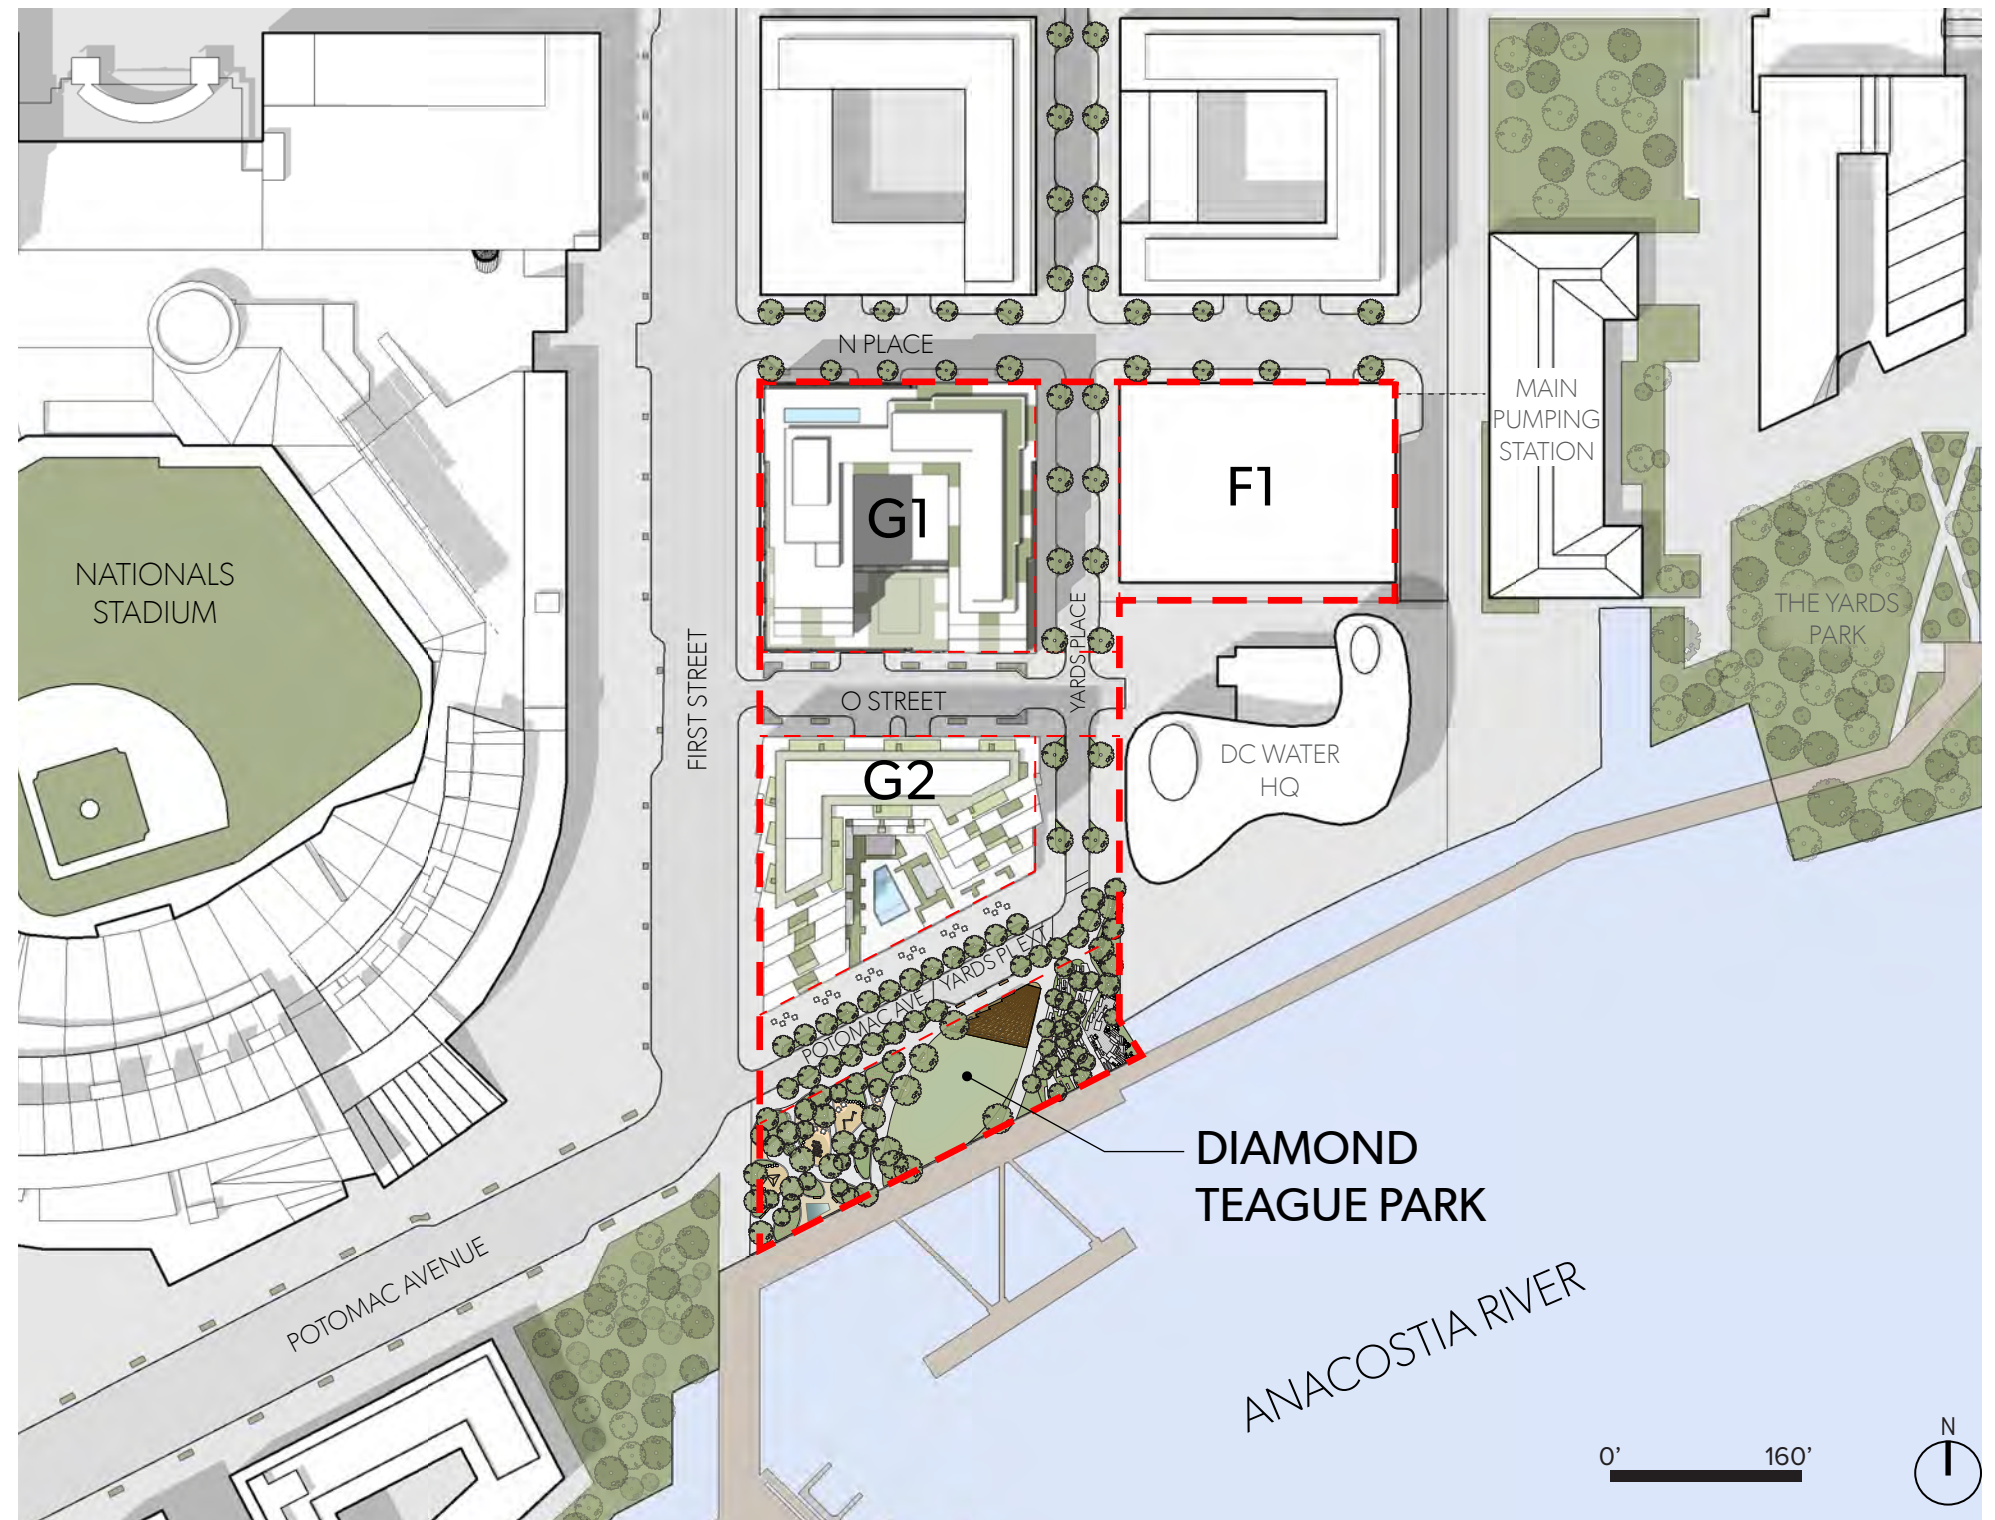 N PLACE
MAIN
PUMPING
STATION
G1
F1
NATIONALS
STADIUM
THE YARDS
PARK
FIRST STREET
YARDS PLACE
O STREET
G2
DC WATER
HQ
POTOMAC AVE / YARDS PL EXT
DIAMOND
TEAGUE PARK
POTOMAC AVENUE
ANACOSTIA RIVER
N
0’
160’